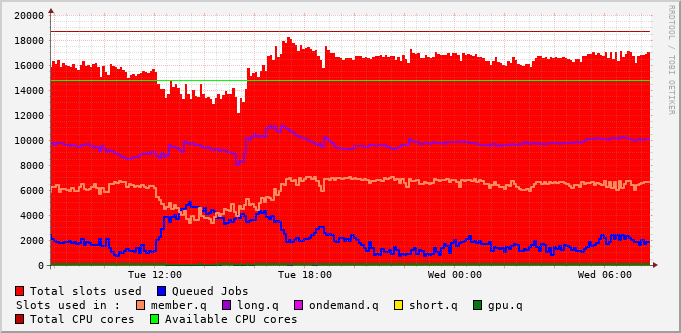 20000
18000
16000
14000
12000
10000
8000
6000
4000
2000
0
Tue 12:00 Tue 18:00 Wed 00:00 Wed 06:00
RRDTOOL / TOBI OETIKER
Total slots used Queued Jobs
Slots used in : member.q long.q ondemand.q short.q gpu.q
Total CPU cores Available CPU cores